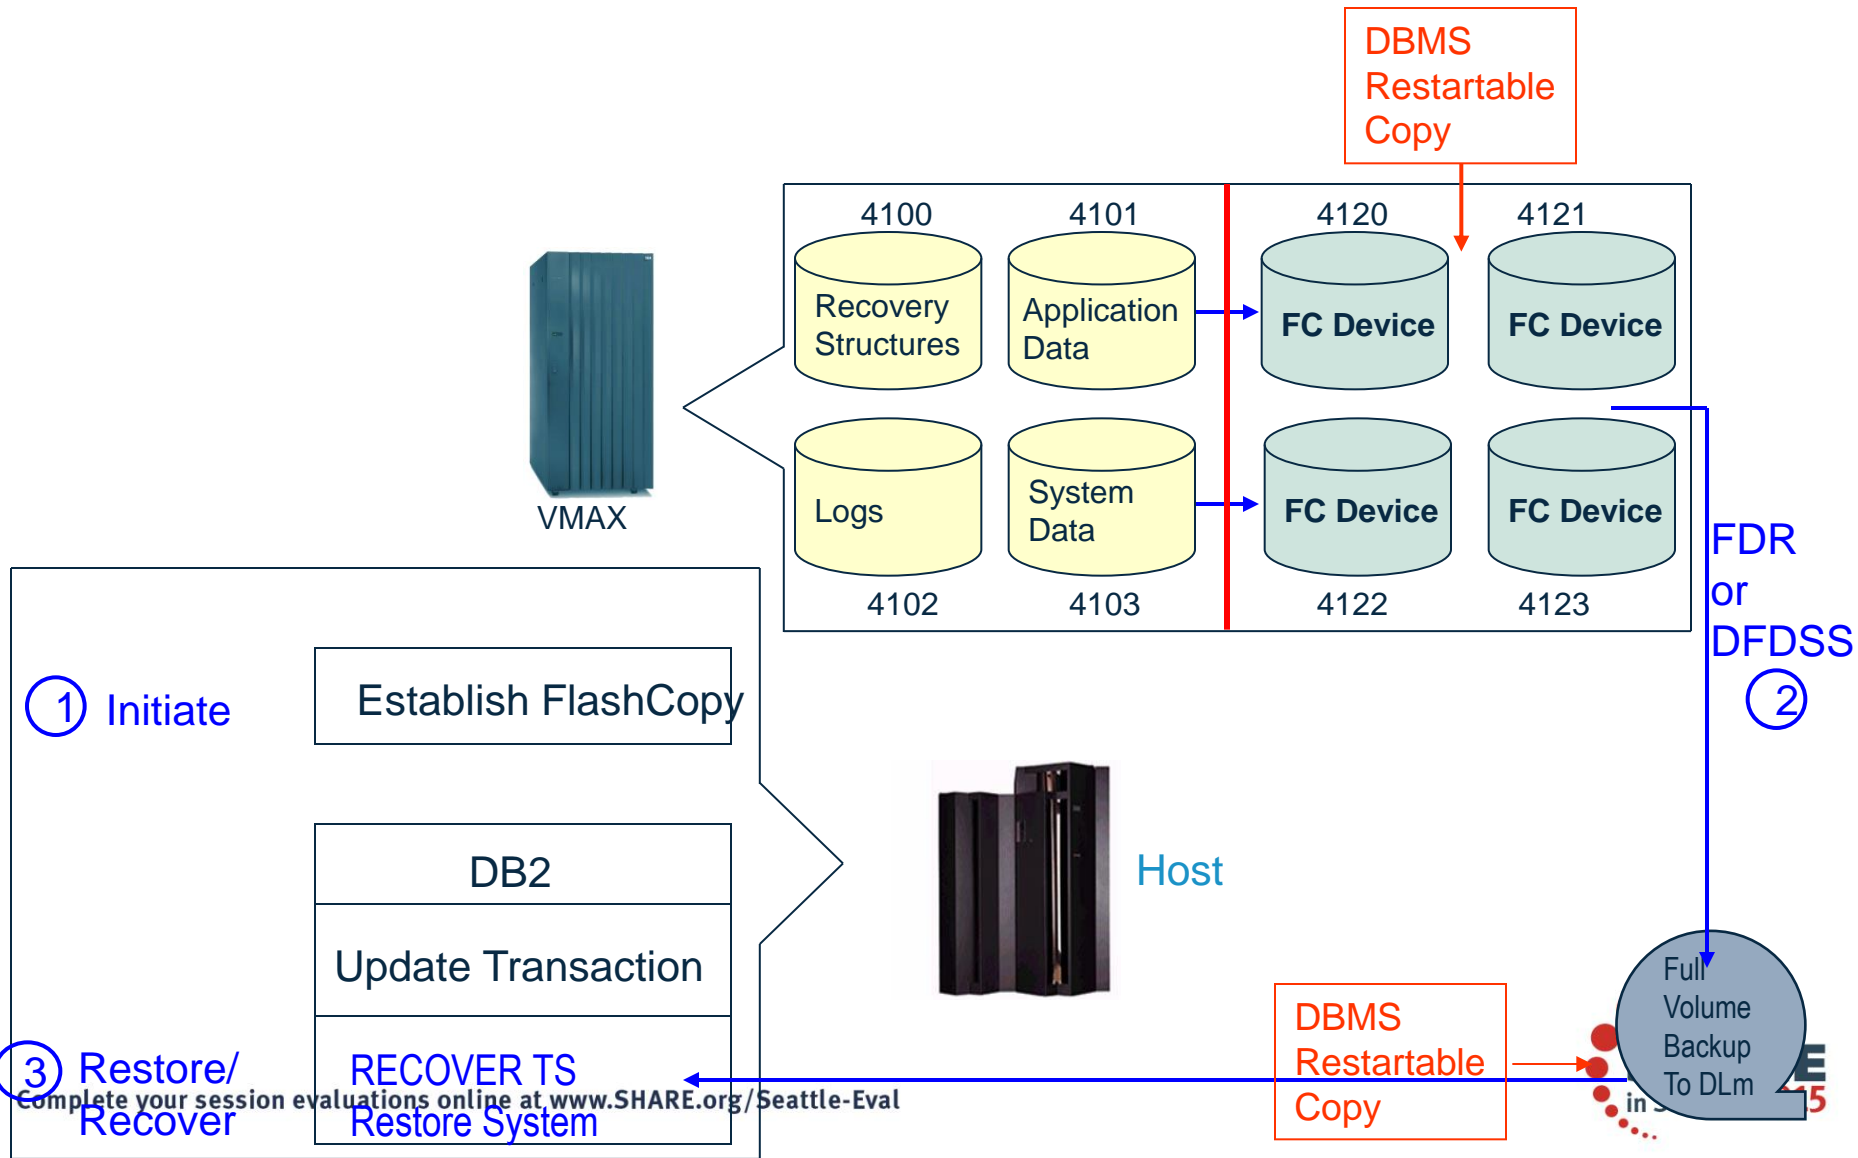 DBMS
Restartable
Copy
4100
4101
4120
4121
Recovery
Structures
Application
Data
FC Device
FC Device
Logs
System
Data
FC Device
FC Device
4102
4103
4122
4123
VMAX
FDR
or
DFDSS
2
1 Initiate
Establish FlashCopy
DB2
Update Transaction
Host
3 Restore/
Recover
RECOVER TS
Restore System
DBMS
Restartable
Copy
Full
Volume
Backup
To DLm
Complete your session evaluations online at www.SHARE.org/Seattle-Eval
E
in S
15